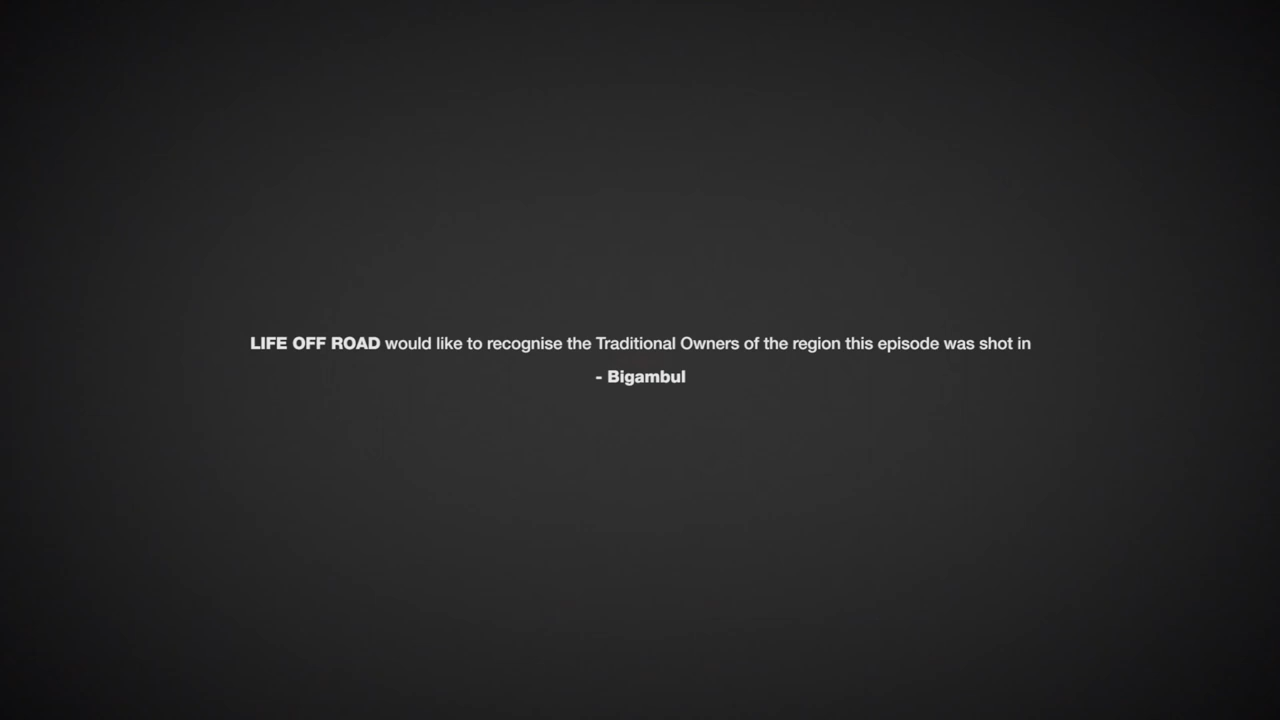 LIFE OFF ROAD would like to recognise the Traditional Owners of the region this episode was shot in
- Bigambul